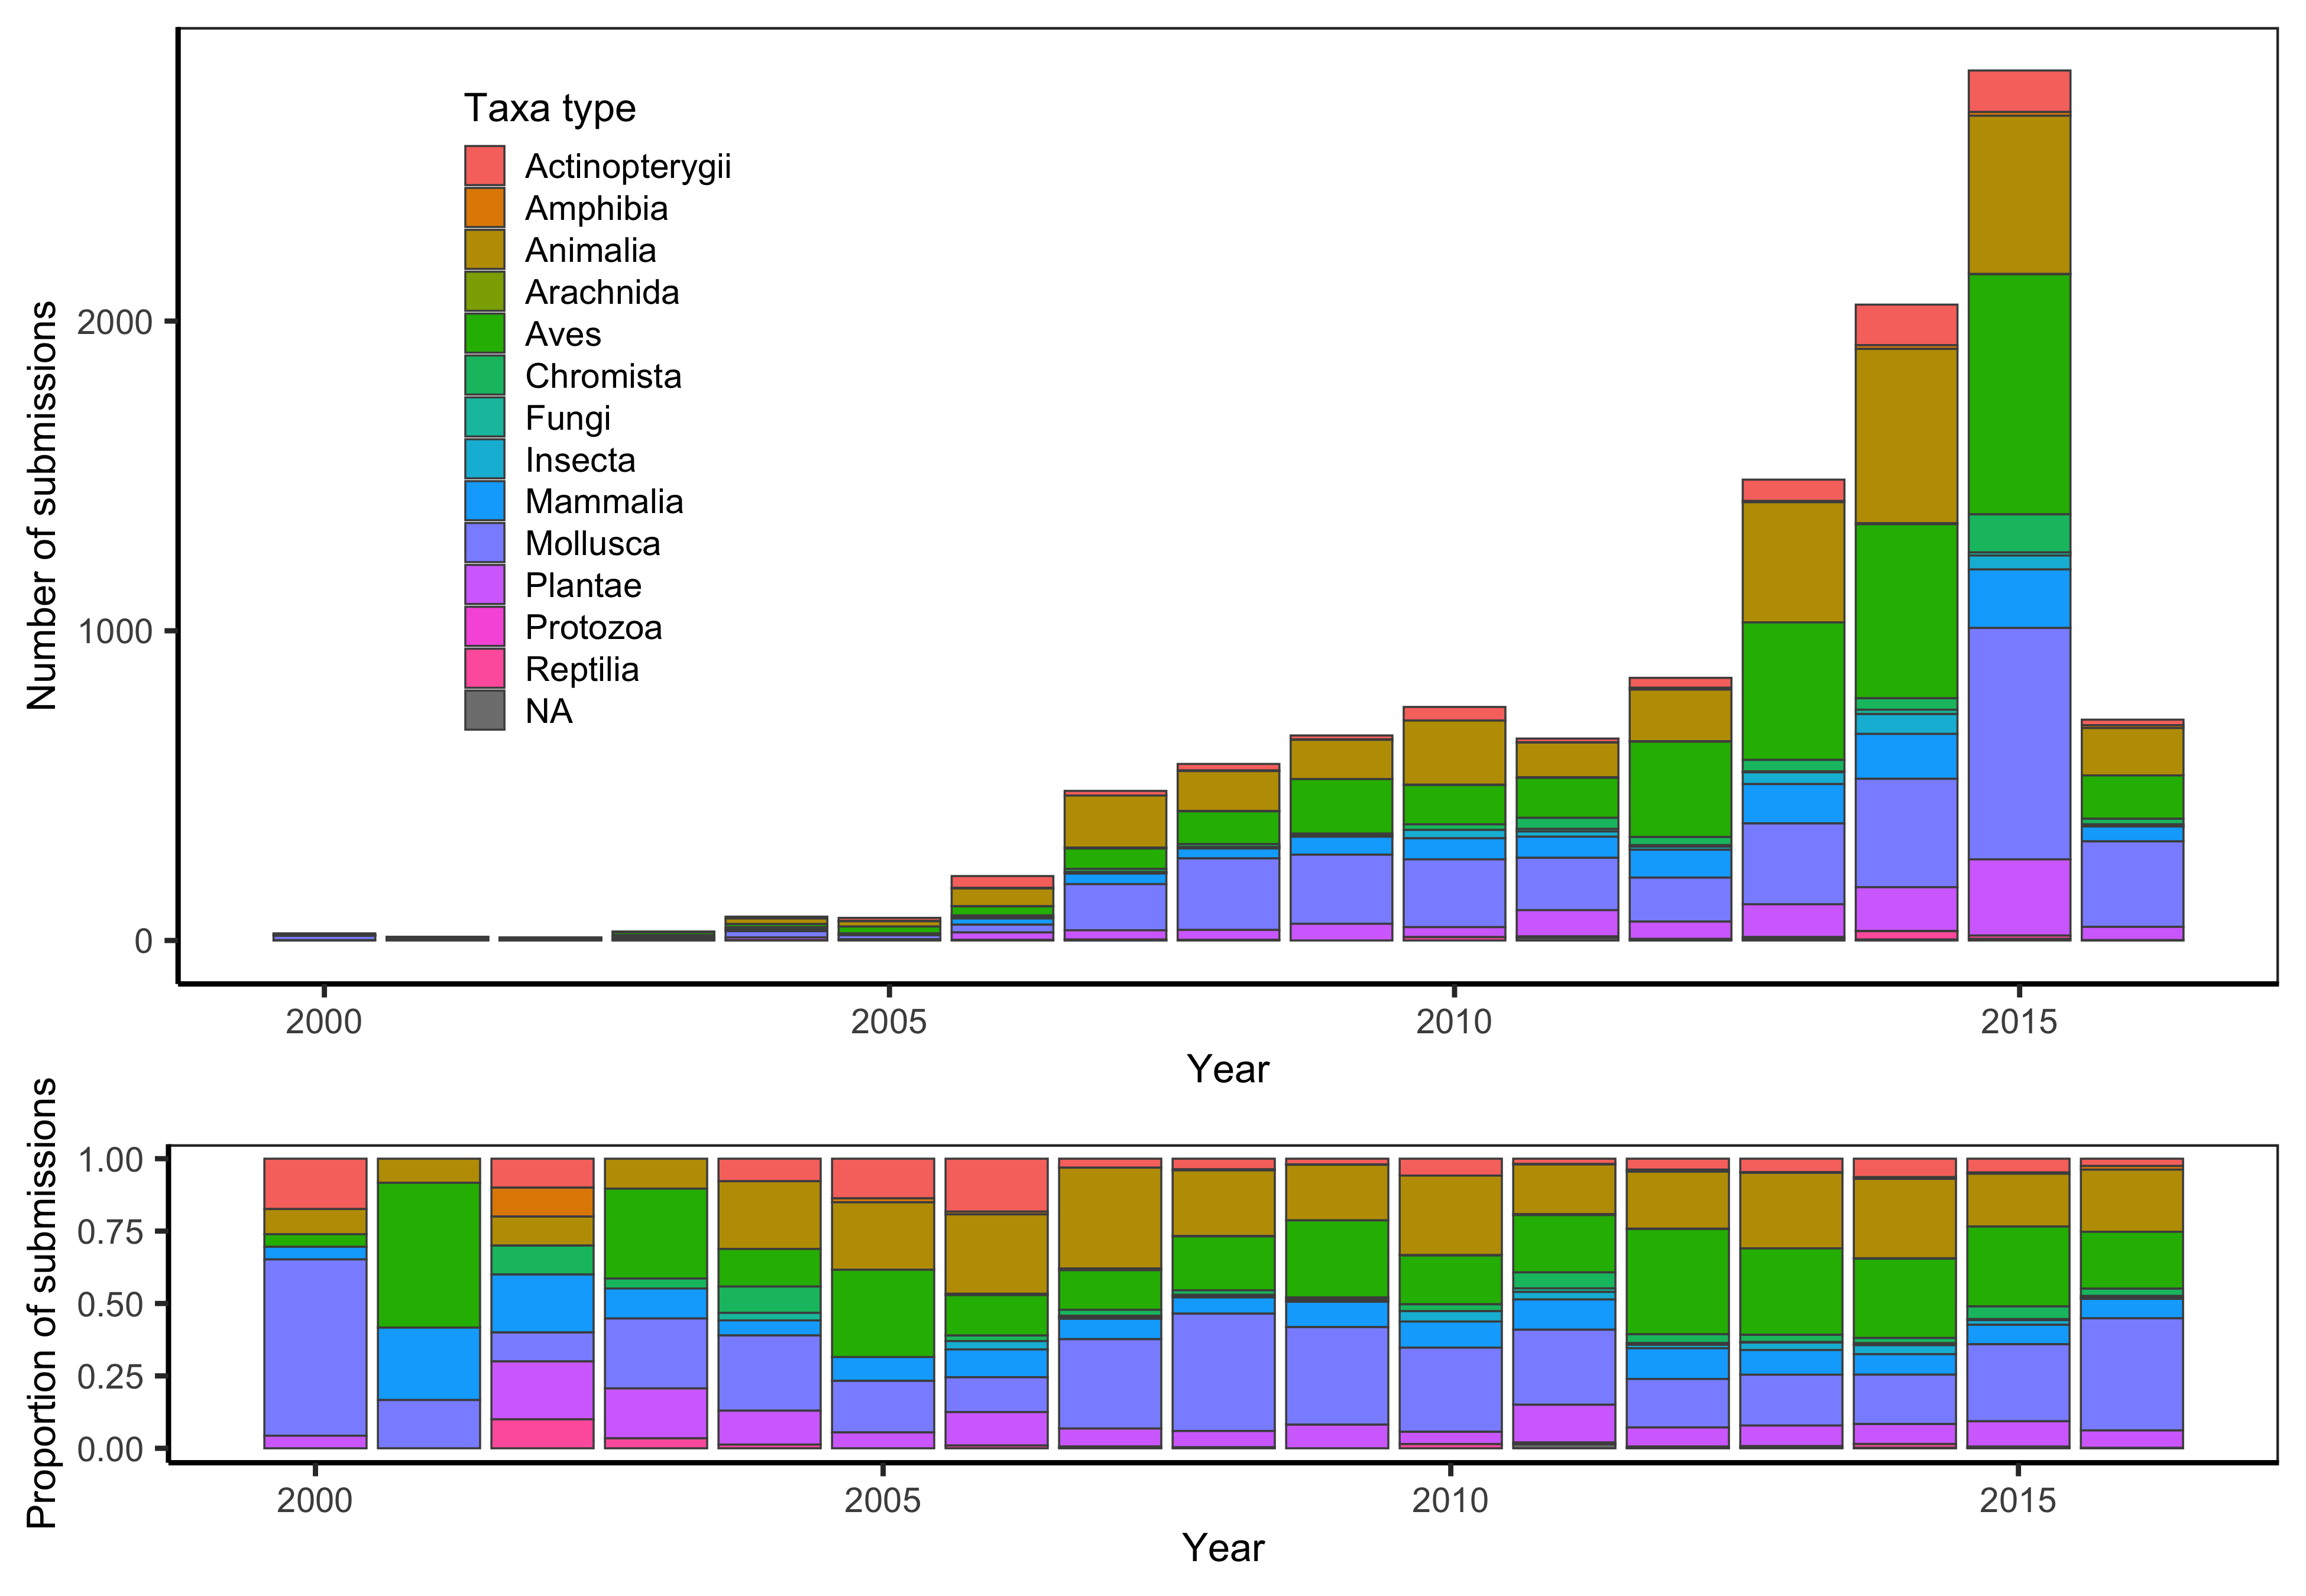 Number of submissions
2000
1000
0
Taxa type
Actinopterygii
Amphibia
Animalia
Arachnida
Aves
Chromista
Fungi
Insecta
Mammalia
Mollusca
Plantae
Protozoa
Reptilia
NA
2000 2005 2010 2015
Year
Proportion of submissions
1.00
0.75
0.50
0.25
0.00
2000 2005 2010 2015
Year